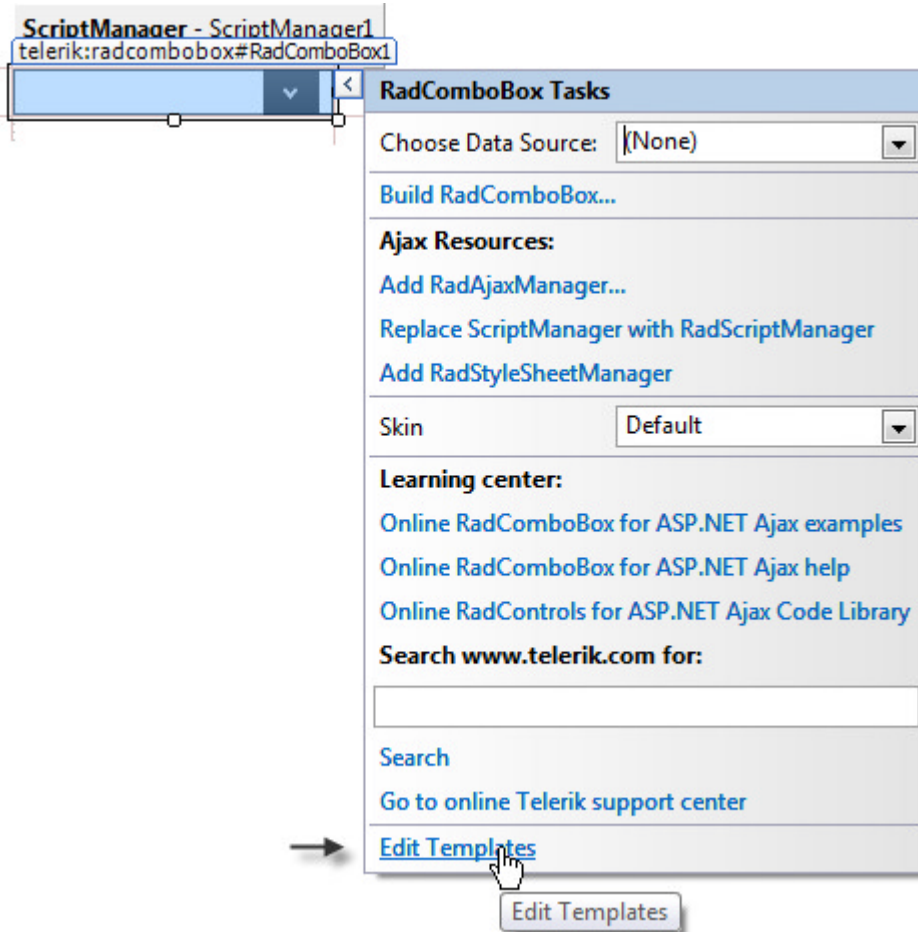 ScriptManager - ScriptManager1
telerik:radcombobox#RadComboBox1
RadComboBox Tasks
Choose Data Source: (None)
Build RadComboBox...
Ajax Resources:
Add RadAjaxManager...
Replace ScriptManager with RadScriptManager
Add RadStyleSheetManager
Skin Default
Learning center:
Online RadComboBox for ASP.NET Ajax examples
Online RadComboBox for ASP.NET Ajax help
Online RadControls for ASP.NET Ajax Code Library
Search www.telerik.com for:
Search
Go to online Telerik support center
Edit Templates
Edit Templates